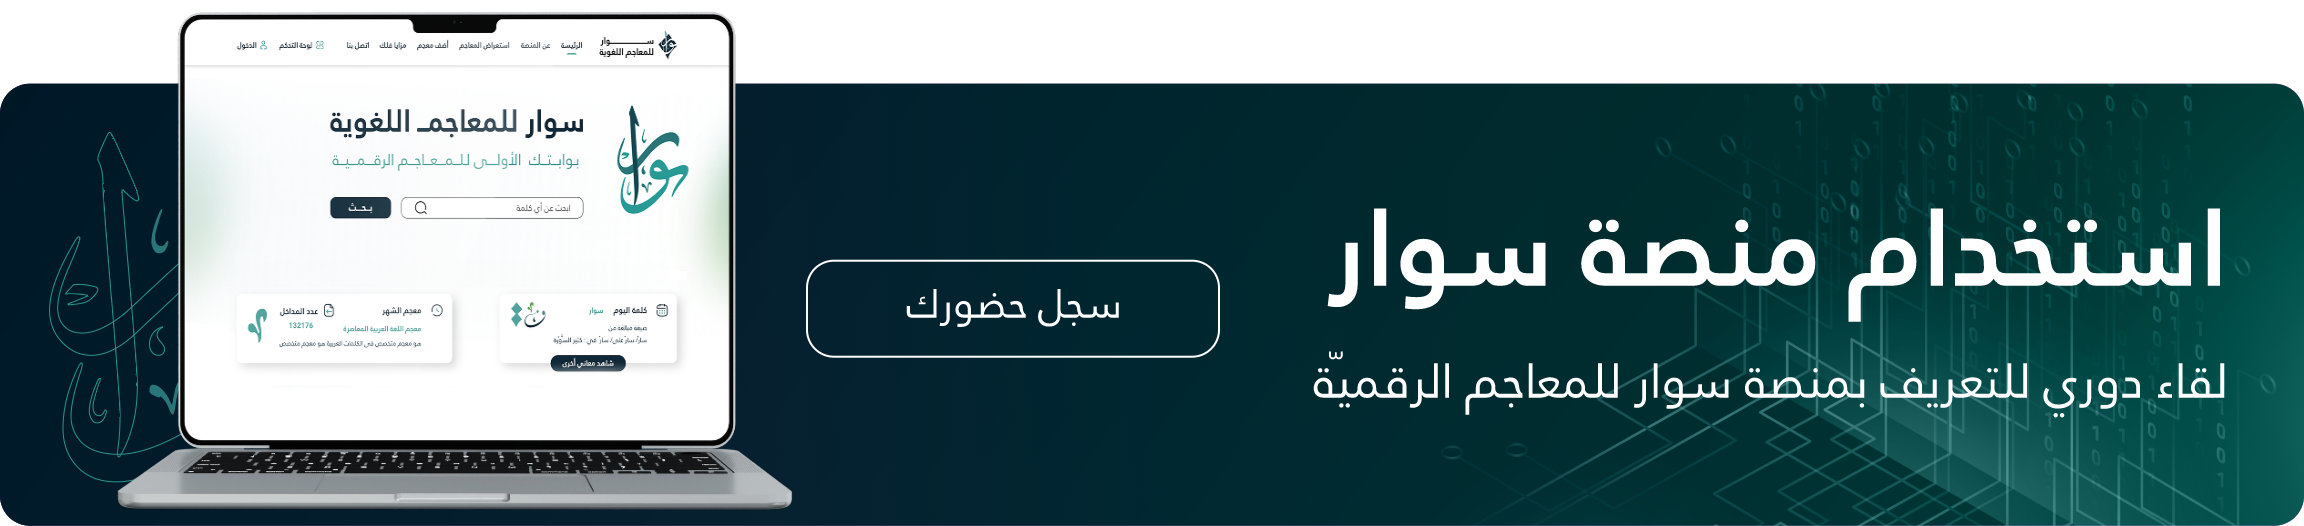 استخدام منصة سوار
لقاء دوري للتعريف بمنصة سوار للمعاجم الرقميّة
سجل حضورك
سـوار
للمعاجم اللغوية
الرئيسة عن المنصة استعراض المعاجم أضف معجم مزايا فلك اتصل بنا لوحة التحكم الدخول
سوار للمعاجم اللغوية
بوابتك الأولى للمعاجم الرقمية
ابحث عن أي كلمة بحث
كلمة اليوم سوار
صيغة مبالغة من
سارَ/ سارَ على/ سارَ في : كثير السَّوْرة
شاهد معاني أخرى
معجم الشهر عدد المداخل
معجم اللغة العربية المعاصرة 132176
هو معجم متخصص في الكلمات العربية هو معجم متخصص